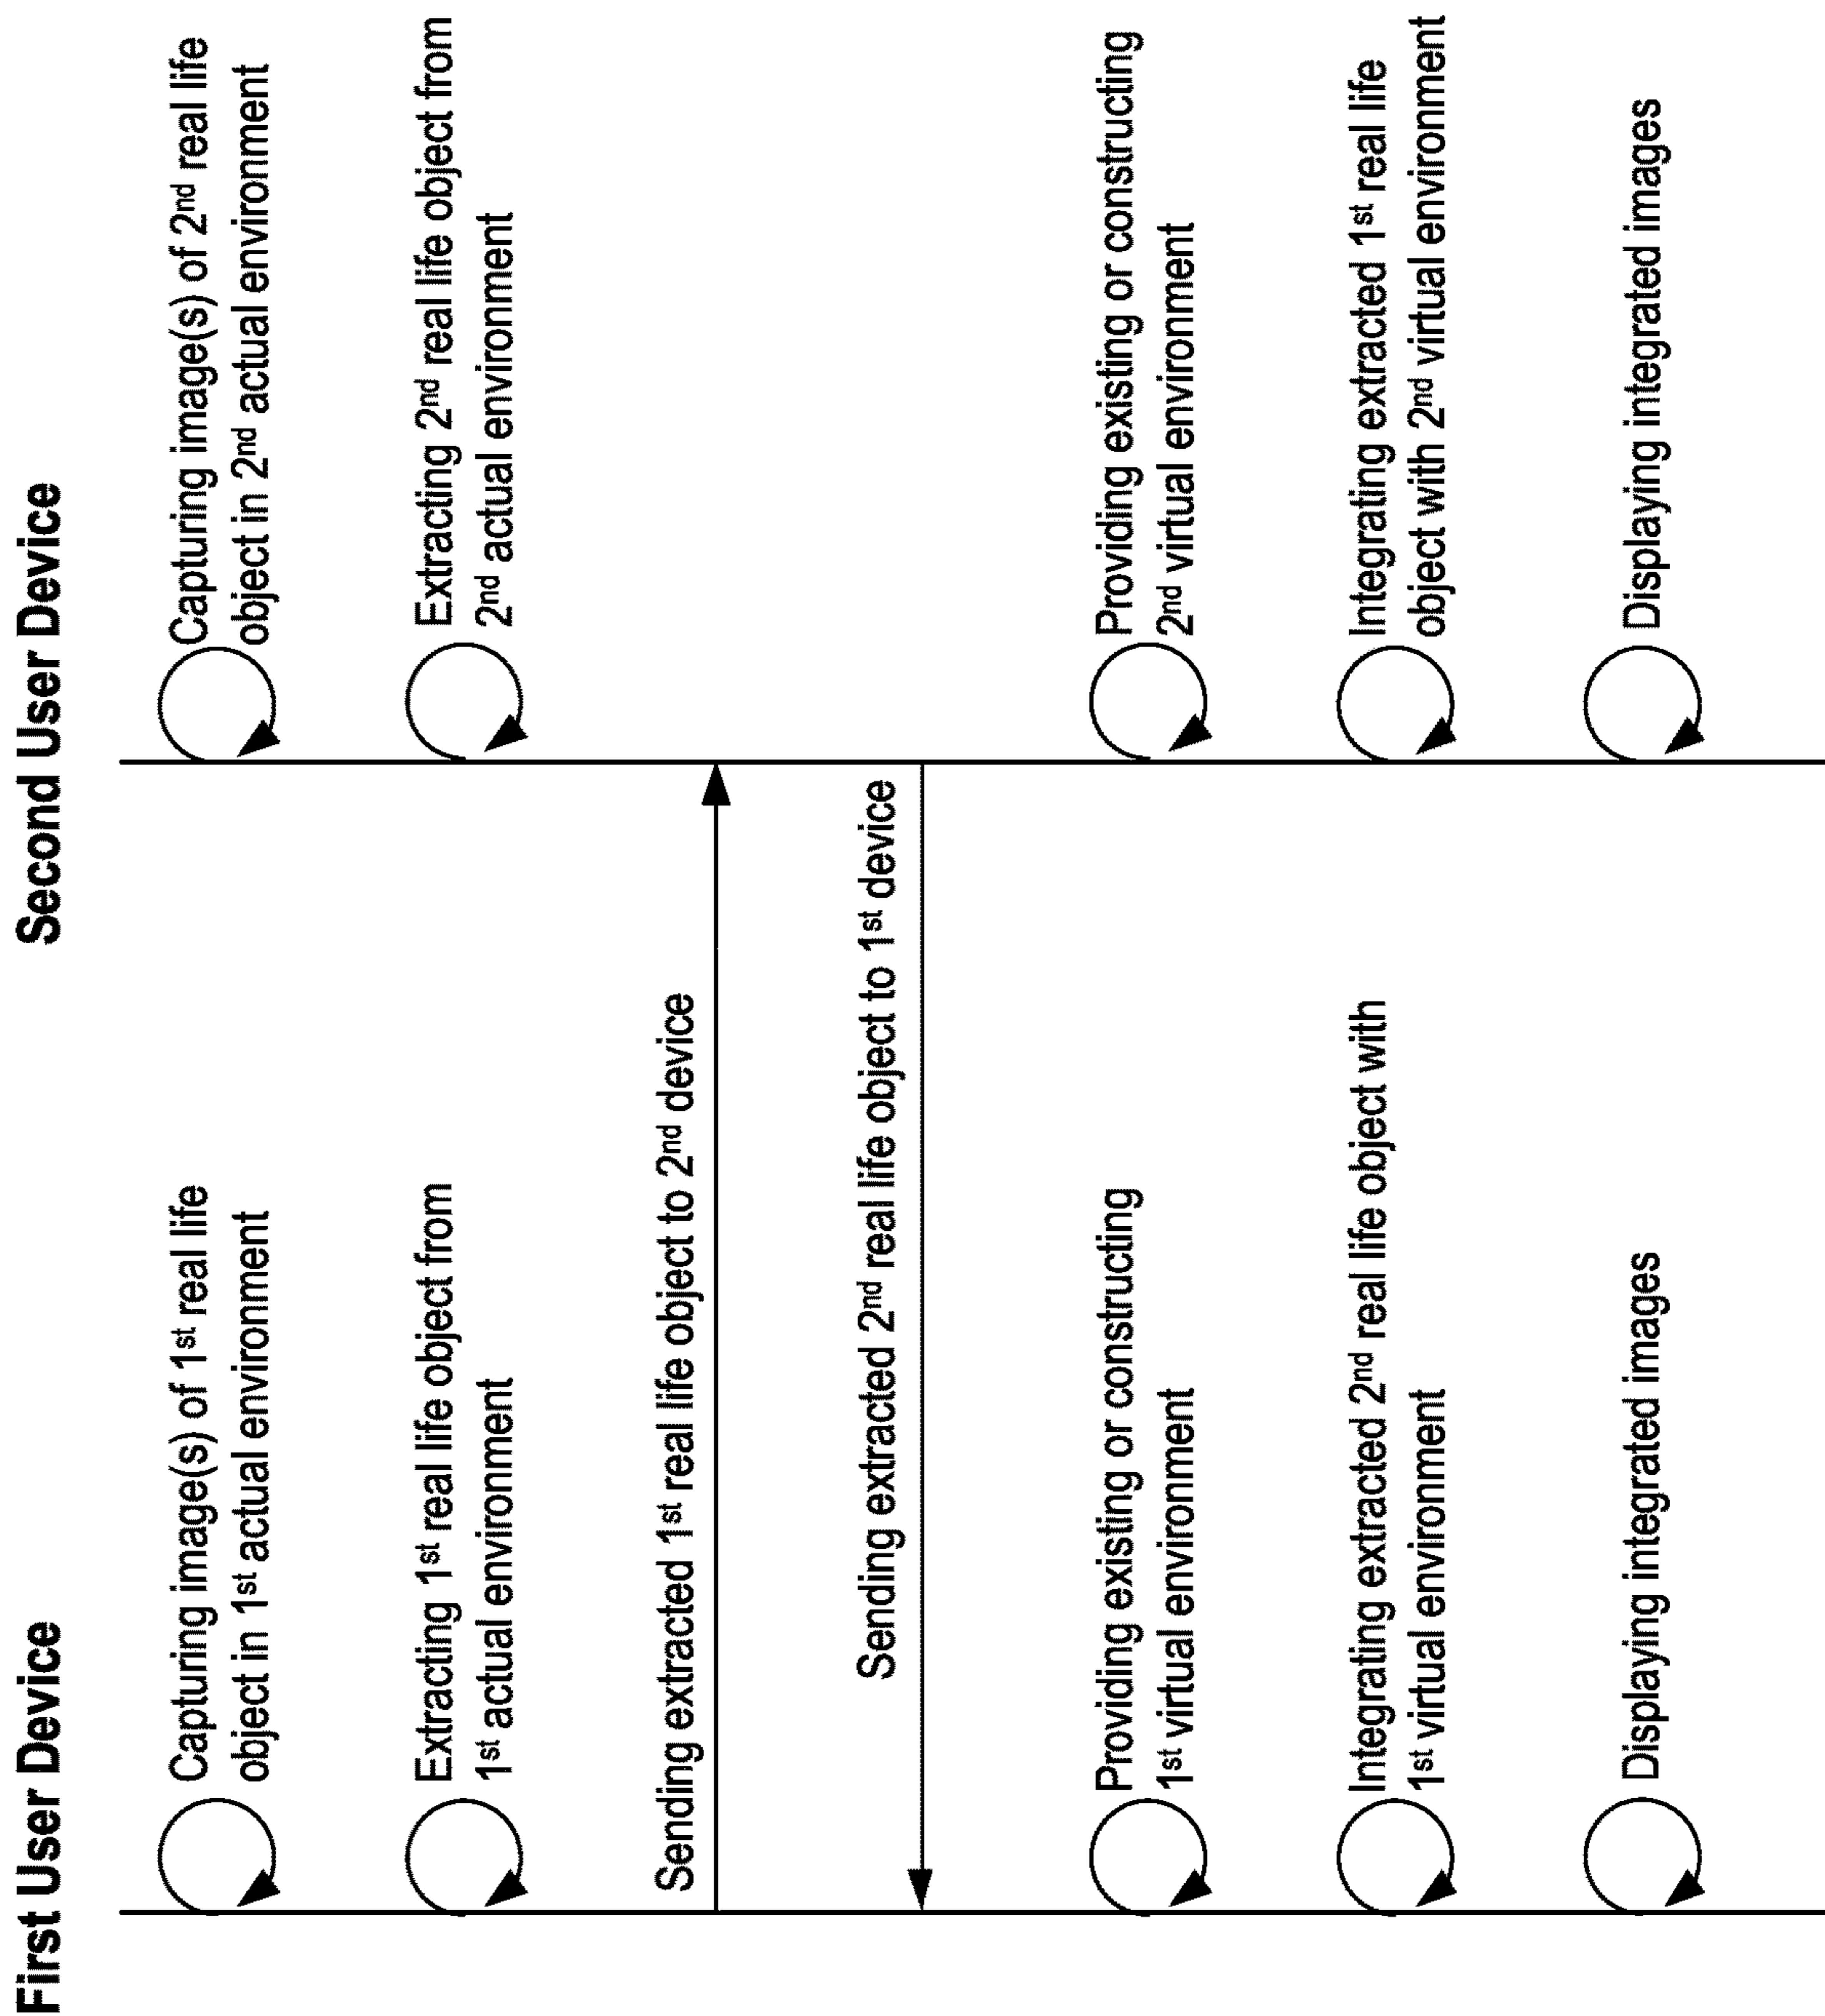 First User Device
Second User Device
Capturing image(s) of 1st real life
object in 1st actual environment
Capturing image(s) of 2nd real life
object in 2nd actual environment
Extracting 1st real life object from
1st actual environment
Extracting 2nd real life object from
2nd actual environment
Sending extracted 1st real life object to 2nd device
Sending extracted 2nd real life object to 1st device
Providing existing or constructing
1st virtual environment
Providing existing or constructing
2nd virtual environment
Integrating extracted 2nd real life object with
1st virtual environment
Integrating extracted 1st real life
object with 2nd virtual environment
Displaying integrated images
Displaying integrated images